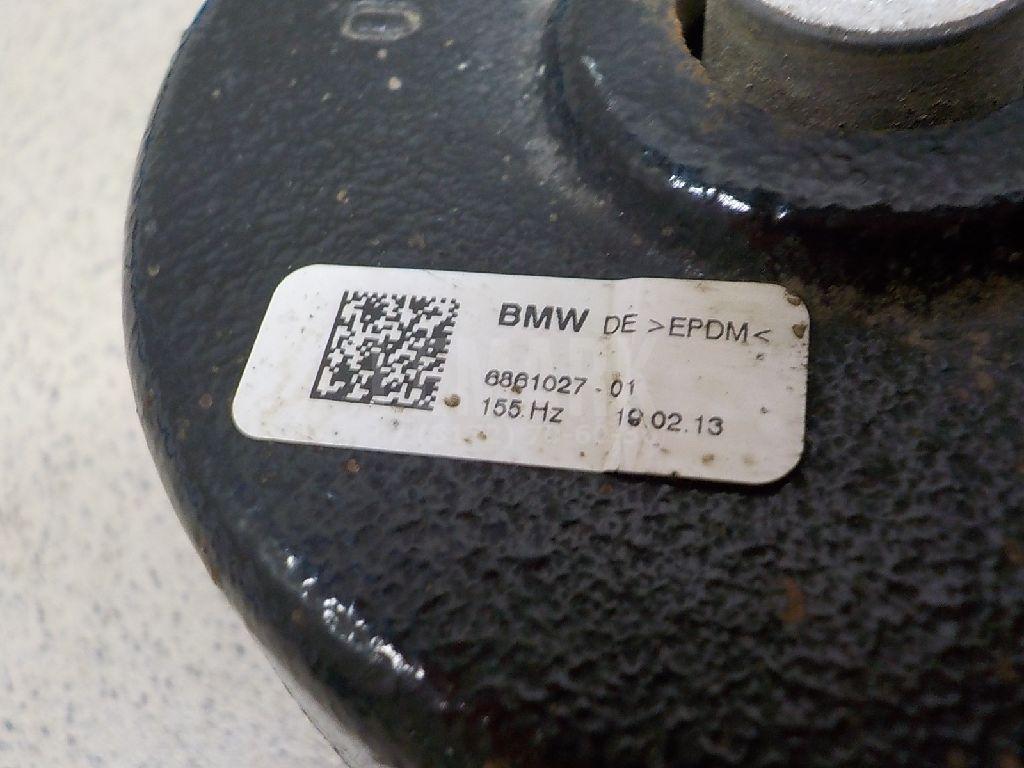 BMW DE >EPDM<
6861027-01
155 Hz 19.02.13